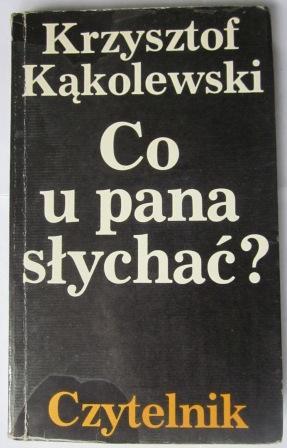 Krzysztof
Kąkolewski
Co
u pana
słychać?
Czytelnik